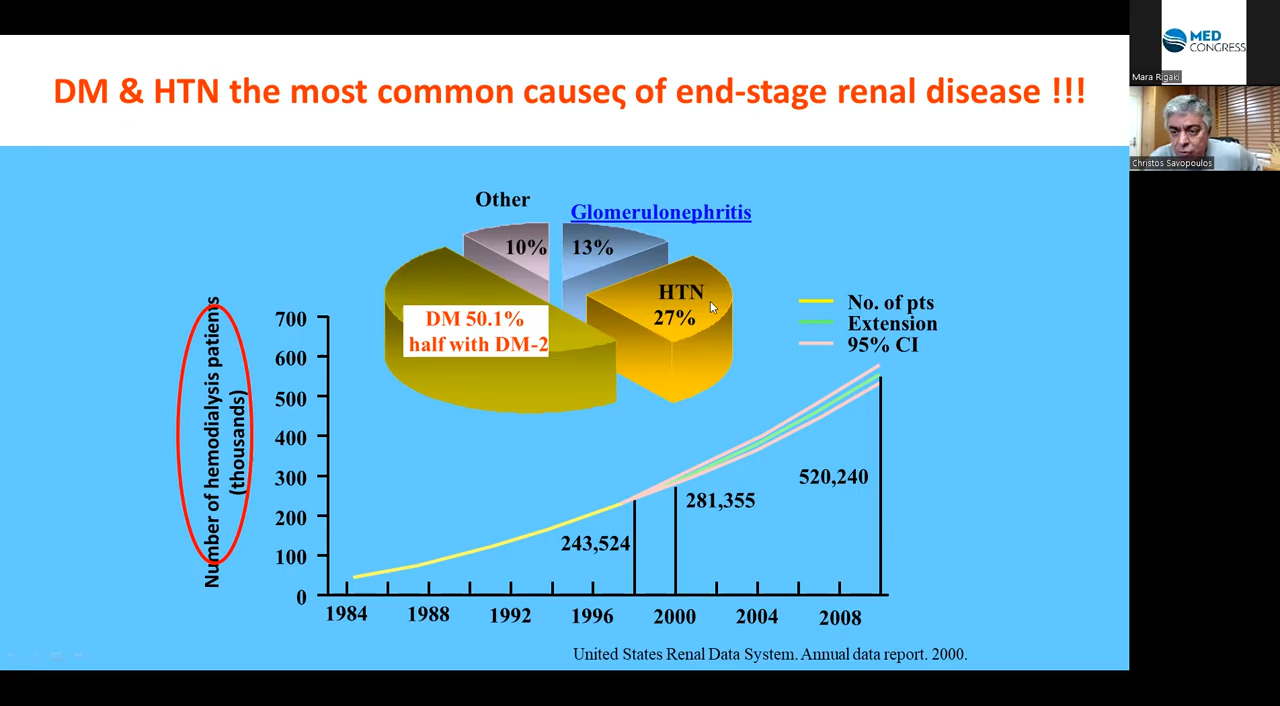 DM & HTN the most common causeς of end-stage renal disease !!!
MED
CONGRESS
Mara Rigaki
Christos Savopoulos
Other
Glomerulonephritis
10%
13%
HTN
27%
DM 50.1%
half with DM-2
No. of pts
Extension
95% CI
Number of hemodialysis patients
(thousands)
700
600
500
400
300
200
100
0
520,240
281,355
243,524
1984
1988
1992
1996
2000
2004
2008
United States Renal Data System. Annual data report. 2000.